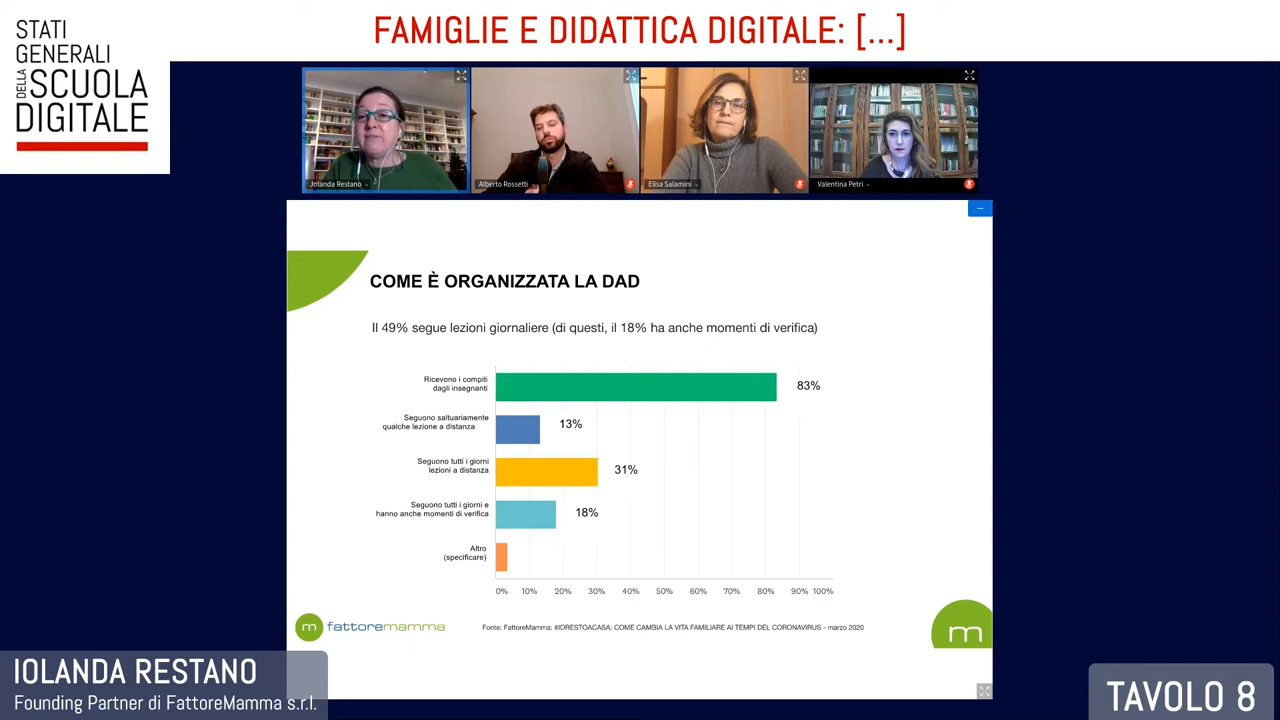 STATI
GENERALI
DELLA SCUOLA
DIGITALE
FAMIGLIE E DIDATTICA DIGITALE: [...]
Jolanda Restano
Alberto Rossetti
Elisa Salamini
Valentina Petri
COME È ORGANIZZATA LA DAD
Il 49% segue lezioni giornaliere (di questi, il 18% ha anche momenti di verifica)
Ricevono i compiti
dagli insegnanti
83%
Seguono saltuariamente
qualche lezione a distanza
13%
Seguono tutti i giorni
lezioni a distanza
31%
Seguono tutti i giorni e
hanno anche momenti di verifica
18%
Altro
(specificare)
0% 10% 20% 30% 40% 50% 60% 70% 80% 90% 100%
m fattoremamma
Fonte: FattoreMamma: #IORESTOACASA: COME CAMBIA LA VITA FAMILIARE AI TEMPI DEL CORONAVIRUS - marzo 2020
m
IOLANDA RESTANO
Founding Partner di FattoreMamma s.r.l.
TAVOLO 8